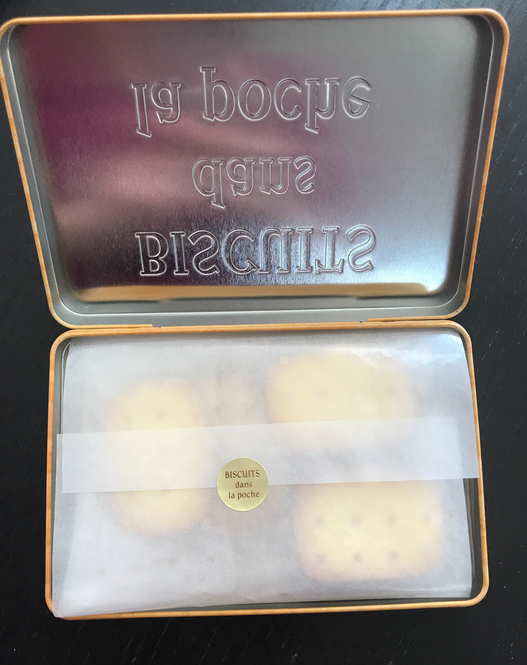 la poche
dans
BISCUITS
BISCUITS
dans
la poche